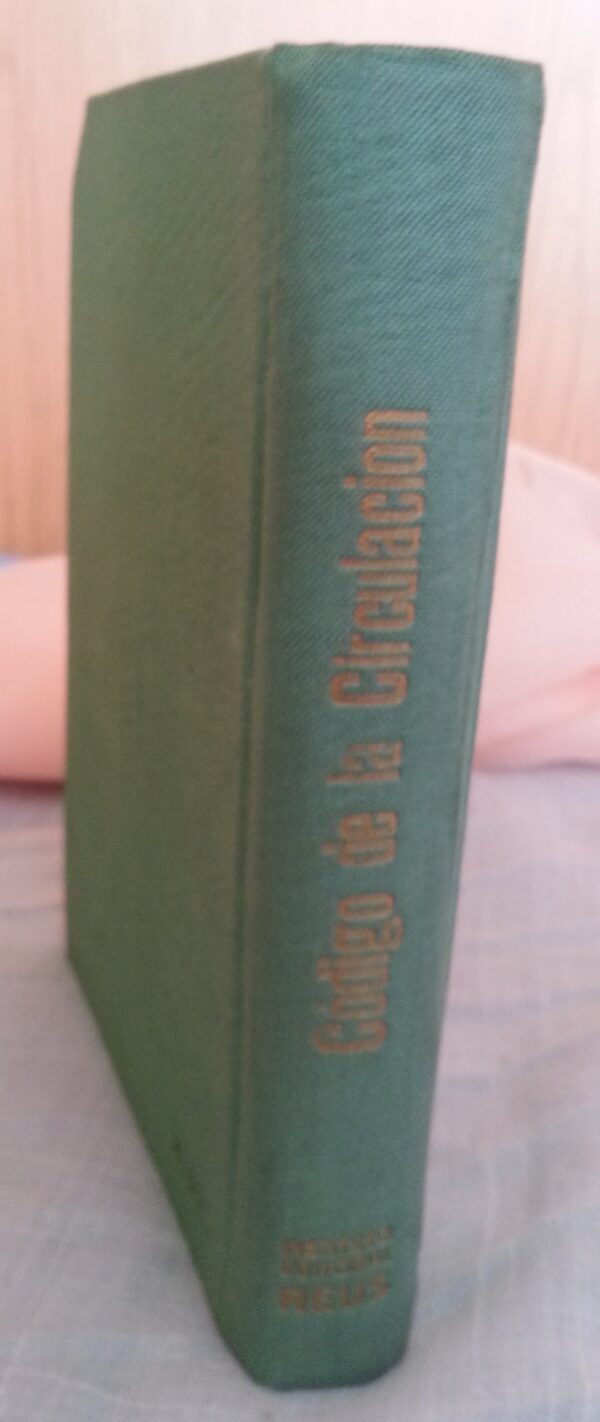 Código de la Circulacion
REUS